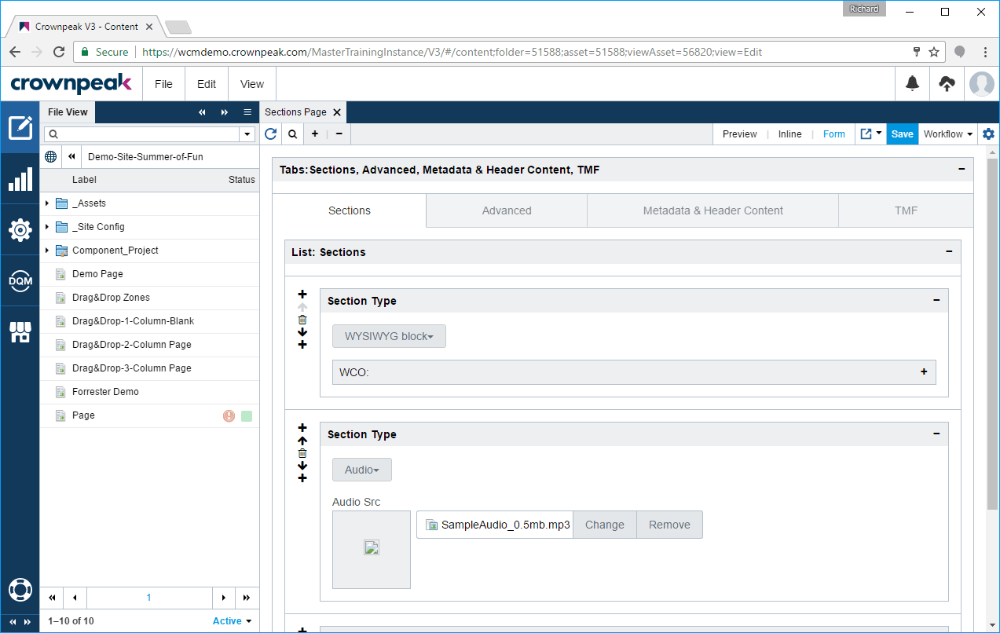 Richard
Crownpeak V3 - Content
Secure https://wcmdemo.crownpeak.com/MasterTrainingInstance/V3/#/content;folder=51588;asset=51588;viewAsset=56820;view=Edit
crownpeak File Edit View
File View Sections Page
Preview Inline Form Save Workflow
Demo-Site-Summer-of-Fun
Label Status
_Assets
_Site Config
Component_Project
Demo Page
Drag&Drop Zones
Drag&Drop-1-Column-Blank
Drag&Drop-2-Column Page
Drag&Drop-3-Column Page
Forrester Demo
Page
DQM
1
1–10 of 10 Active
Tabs:Sections, Advanced, Metadata & Header Content, TMF
Sections Advanced Metadata & Header Content TMF
List: Sections
Section Type
WYSIWYG block
WCO:
Section Type
Audio
Audio Src
SampleAudio_0.5mb.mp3 Change Remove